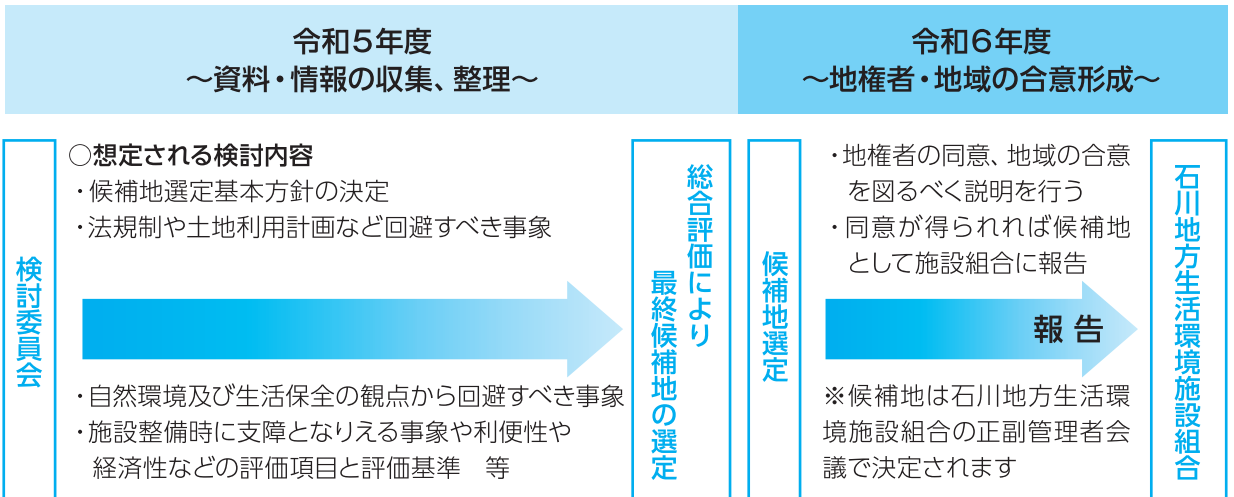 令和5年度
～資料・情報の収集、整理～
令和6年度
～地権者・地域の合意形成～
検討委員会
○想定される検討内容
・候補地選定基本方針の決定
・法規制や土地利用計画など回避すべき事象
・自然環境及び生活保全の観点から回避すべき事象
・施設整備時に支障となりえる事象や利便性や
経済性などの評価項目と評価基準　等
総合評価により
最終候補地の選定
候補地選定
・地権者の同意、地域の合意
を図るべく説明を行う
・同意が得られれば候補地
として施設組合に報告
報告
※候補地は石川地方生活環
境施設組合の正副管理者会
議で決定されます
石川地方生活環境施設組合